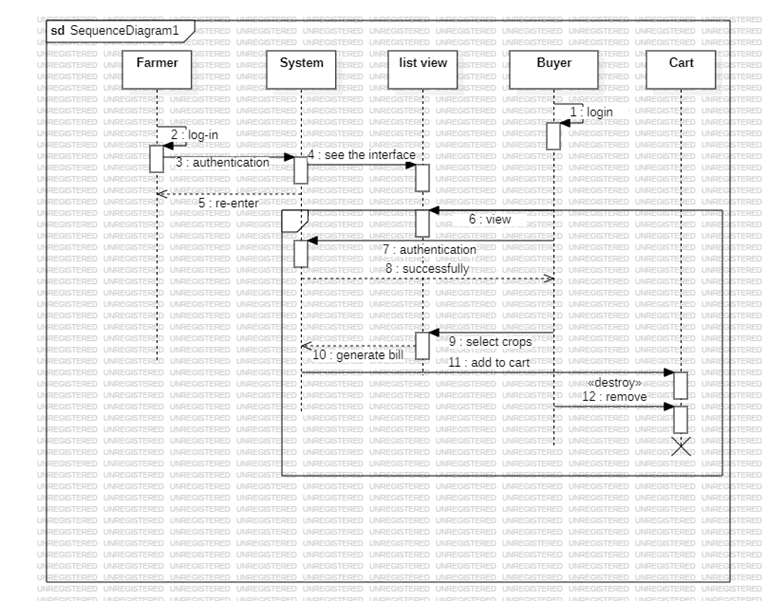 sd SequenceDiagram1
Farmer
System
list view
Buyer
Cart
1 : login
2 : log-in
3 : authentication
4 : see the interface
5 : re-enter
6 : view
7 : authentication
8 : successfully
9 : select crops
10 : generate bill
11 : add to cart
«destroy»
12 : remove
UNREGISTERED